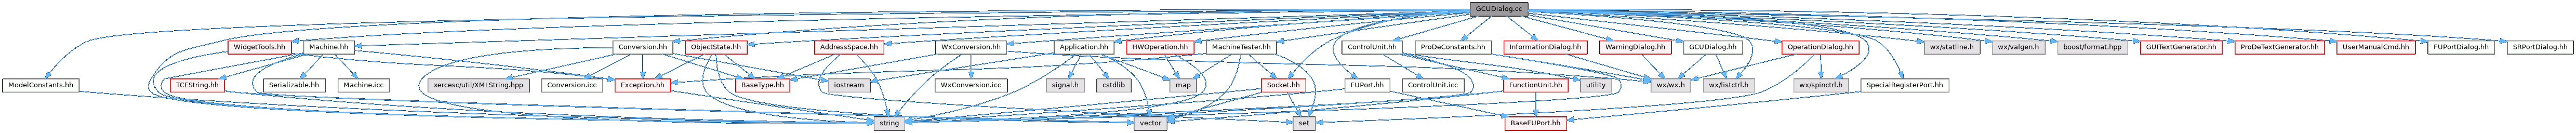 GCUDialog.cc
WidgetTools.hh
Machine.hh
Conversion.hh
ObjectState.hh
AddressSpace.hh
WxConversion.hh
Application.hh
HWOperation.hh
MachineTester.hh
ControlUnit.hh
ProDeConstants.hh
InformationDialog.hh
WarningDialog.hh
GCUDialog.hh
OperationDialog.hh
wx/statline.h
wx/valgen.h
boost/format.hpp
GUITextGenerator.hh
ProDeTextGenerator.hh
UserManualCmd.hh
FUPortDialog.hh
SRPortDialog.hh
ModelConstants.hh
TCEString.hh
Serializable.hh
Machine.icc
xercesc/util/XMLString.hpp
Conversion.icc
Exception.hh
BaseType.hh
iostream
WxConversion.icc
signal.h
cstdlib
map
Socket.hh
FUPort.hh
ControlUnit.icc
FunctionUnit.hh
utility
wx/wx.h
wx/listctrl.h
wx/spinctrl.h
SpecialRegisterPort.hh
string
vector
set
BaseFUPort.hh